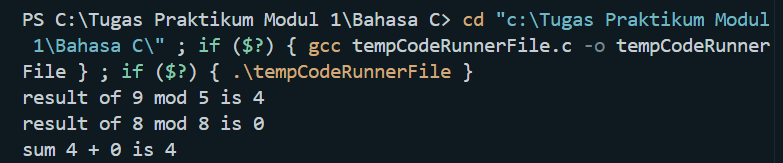 PS C:\Tugas Praktikum Modul 1\Bahasa C> cd "c:\Tugas Praktikum Modul
1\Bahasa C\" ; if ($?) { gcc tempCodeRunnerFile.c -o tempCodeRunner
File } ; if ($?) { .\tempCodeRunnerFile }
result of 9 mod 5 is 4
result of 8 mod 8 is 0
sum 4 + 0 is 4